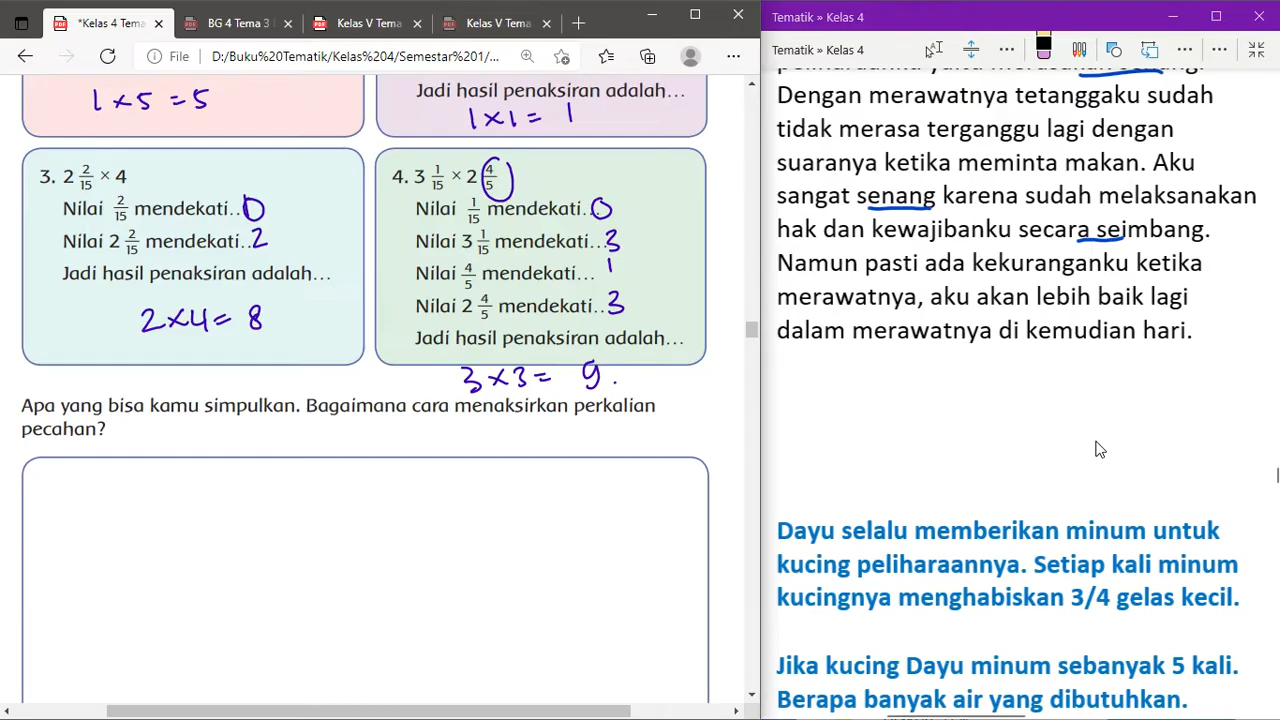 *Kelas 4 Tema
BG 4 Tema 3
Kelas V Tema
Kelas V Tema
File
D:/Buku%20Tematik/Kelas%204/Semestar%201/...
1 x 5 = 5
Jadi hasil penaksiran adalah...
1 x 1 = 1
3. 2 2/15 × 4
Nilai 2/15 mendekati... 0
Nilai 2 2/15 mendekati... 2
Jadi hasil penaksiran adalah...
2 x 4 = 8
4. 3 1/15 × 2 4/5
Nilai 1/15 mendekati... 0
Nilai 3 1/15 mendekati... 3
Nilai 4/5 mendekati... 1
Nilai 2 4/5 mendekati... 3
Jadi hasil penaksiran adalah...
3 x 3 = 9.
Apa yang bisa kamu simpulkan. Bagaimana cara menaksirkan perkalian
pecahan?
Tematik » Kelas 4
Tematik » Kelas 4
Dengan merawatnya tetanggaku sudah
tidak merasa terganggu lagi dengan
suaranya ketika meminta makan. Aku
sangat senang karena sudah melaksanakan
hak dan kewajibanku secara seimbang.
Namun pasti ada kekuranganku ketika
merawatnya, aku akan lebih baik lagi
dalam merawatnya di kemudian hari.
Dayu selalu memberikan minum untuk
kucing peliharaannya. Setiap kali minum
kucingnya menghabiskan 3/4 gelas kecil.
Jika kucing Dayu minum sebanyak 5 kali.
Berapa banyak air yang dibutuhkan.